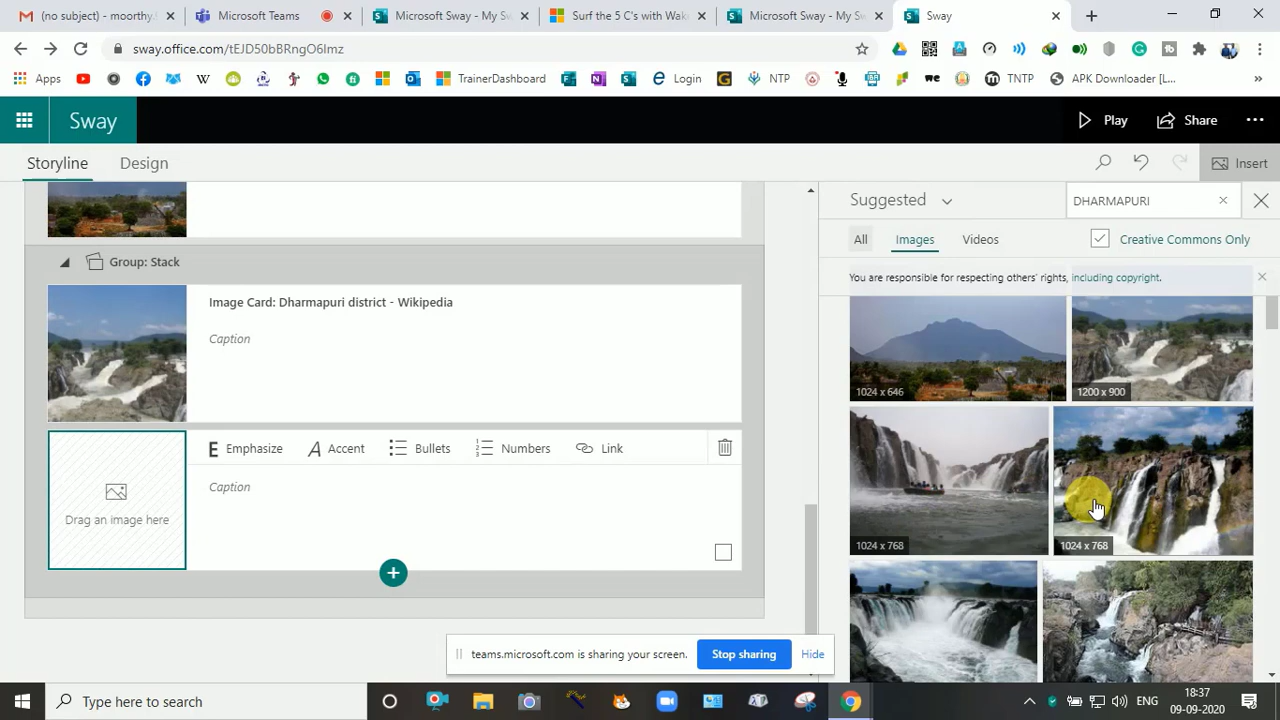 (no subject) - moorthy.s
Microsoft Teams
Microsoft Sway - My Sw
Surf the 5 C's with Wak
Microsoft Sway - My Sw
Sway
sway.office.com/tEJD50bBRngO6Imz
Apps
TrainerDashboard
Login
NTP
TNTP
APK Downloader [L...
Sway
Play
Share
Storyline
Design
Insert
Suggested
DHARMAPURI
All
Images
Videos
Creative Commons Only
You are responsible for respecting others' rights, including copyright.
Group: Stack
Image Card: Dharmapuri district - Wikipedia
Caption
1024 x 646
1200 x 900
Emphasize
Accent
Bullets
Numbers
Link
Caption
Drag an image here
1024 x 768
1024 x 768
teams.microsoft.com is sharing your screen.
Stop sharing
Hide
Type here to search
ENG
18:37
09-09-2020